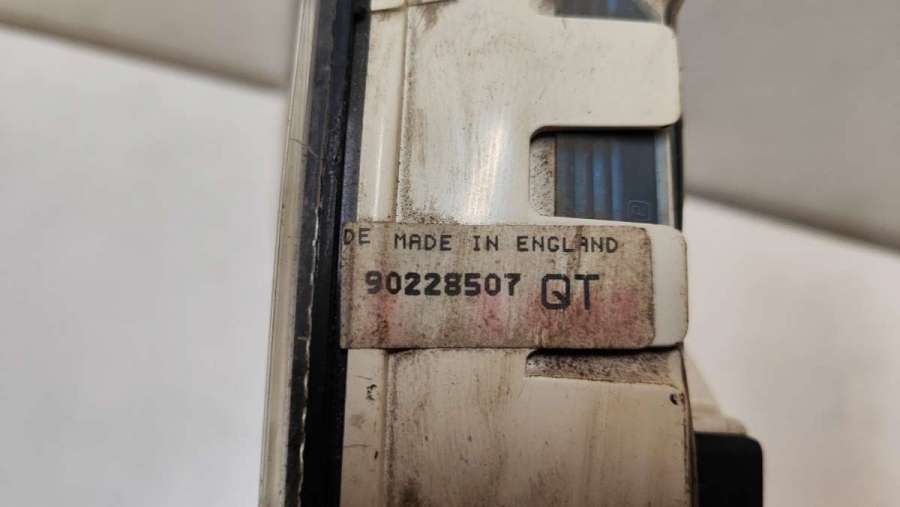 DE MADE IN ENGLAND
90228507 QT